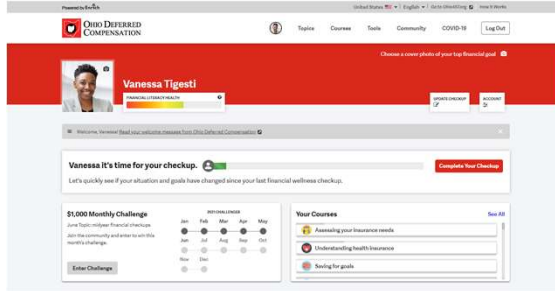 Powered by Enrich
United States
English
Go to Ohio457.org
How It Works
OHIO DEFERRED
COMPENSATION
Topics
Courses
Tools
Community
COVID-19
Log Out
Choose a cover photo of your top financial goal
Vanessa Tigesti
FINANCIAL LITERACY HEALTH
UPDATE CHECKUP
ACCOUNT
Welcome, Vanessa! Read your welcome message from Ohio Deferred Compensation
Vanessa it's time for your checkup.
Complete Your Checkup
Let's quickly see if your situation and goals have changed since your last financial wellness checkup.
$1,000 Monthly Challenge
June Topic: midyear financial checkups
Join the community and enter to win this
month's challenge.
Enter Challenge
CHALLENGES
Jan Feb Mar Apr May
Jun Jul Aug Sep Oct
Nov Dec
Your Courses
See All
Assessing your insurance needs
Understanding health insurance
Saving for goals